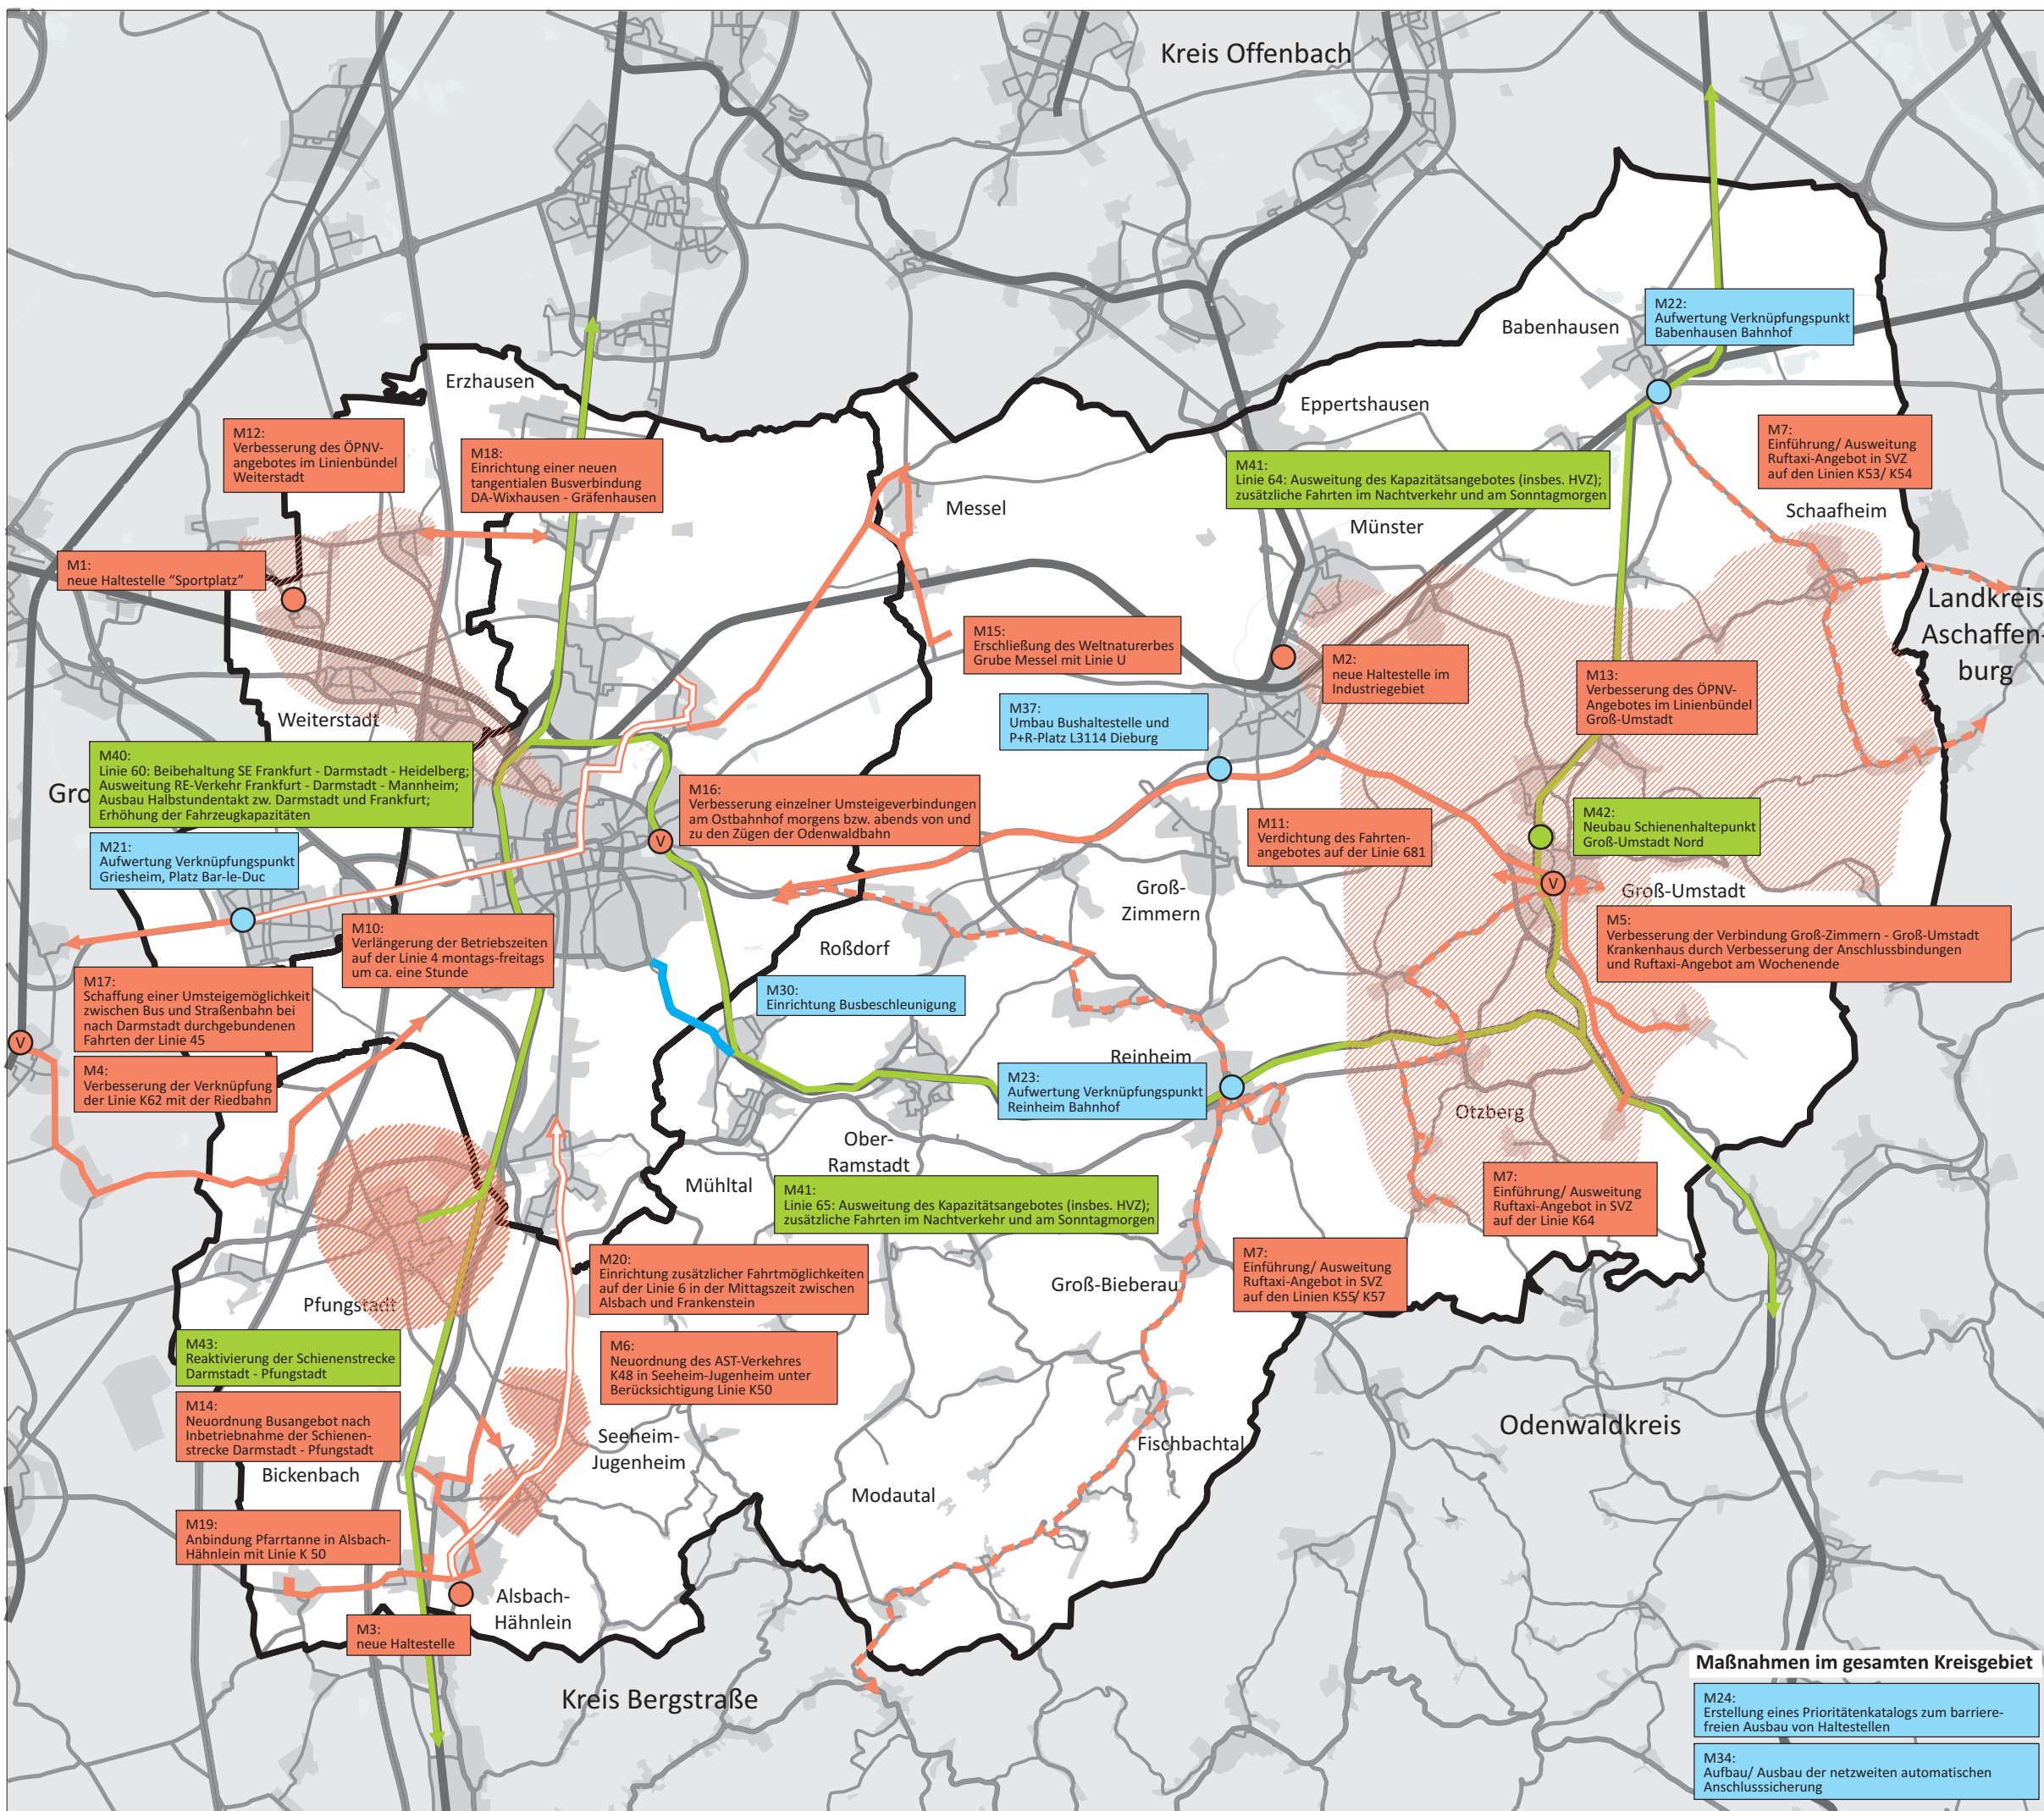 Kreis Offenbach
M22:
Aufwertung Verknüpfungspunkt
Babenhausen Bahnhof
Babenhausen
Erzhausen
Eppertshausen
M12:
Verbesserung des ÖPNV-
angebotes im Linienbündel
Weiterstadt
M18:
Einrichtung einer neuen
tangentialen Busverbindung
DA-Wixhausen - Gräfenhausen
M7:
Einführung/ Ausweitung
Ruftaxi-Angebot in SVZ
auf den Linien K53/ K54
M41:
Linie 64: Ausweitung des Kapazitätsangebotes (insbes. HVZ);
zusätzliche Fahrten im Nachtverkehr und am Sonntagmorgen
Messel
Münster
Schaafheim
M1:
neue Haltestelle “Sportplatz”
Landkreis
Aschaffen-
burg
M15:
Erschließung des Weltnaturerbes
Grube Messel mit Linie U
M2:
neue Haltestelle im
Industriegebiet
M13:
Verbesserung des ÖPNV-
Angebotes im Linienbündel
Groß-Umstadt
M37:
Umbau Bushaltestelle und
P+R-Platz L3114 Dieburg
Weiterstadt
M40:
Linie 60: Beibehaltung SE Frankfurt - Darmstadt - Heidelberg;
Ausweitung RE-Verkehr Frankfurt - Darmstadt - Mannheim;
Ausbau Halbstundentakt zw. Darmstadt und Frankfurt;
Erhöhung der Fahrzeugkapazitäten
Gro
M16:
Verbesserung einzelner Umsteigeverbindungen
am Ostbahnhof morgens bzw. abends von und
zu den Zügen der Odenwaldbahn
V
M11:
Verdichtung des Fahrten-
angebotes auf der Linie 681
M42:
Neubau Schienenhaltepunkt
Groß-Umstadt Nord
M21:
Aufwertung Verknüpfungspunkt
Griesheim, Platz Bar-le-Duc
V
Groß-Umstadt
Groß-
Zimmern
M10:
Verlängerung der Betriebszeiten
auf der Linie 4 montags-freitags
um ca. eine Stunde
Roßdorf
M5:
Verbesserung der Verbindung Groß-Zimmern - Groß-Umstadt
Krankenhaus durch Verbesserung der Anschlussbindungen
und Ruftaxi-Angebot am Wochenende
M17:
Schaffung einer Umsteigemöglichkeit
zwischen Bus und Straßenbahn bei
nach Darmstadt durchgebundenen
Fahrten der Linie 45
M30:
Einrichtung Busbeschleunigung
V
M4:
Verbesserung der Verknüpfung
der Linie K62 mit der Riedbahn
Reinheim
M23:
Aufwertung Verknüpfungspunkt
Reinheim Bahnhof
Otzberg
Ober-
Ramstadt
Mühltal
M41:
Linie 65: Ausweitung des Kapazitätsangebotes (insbes. HVZ);
zusätzliche Fahrten im Nachtverkehr und am Sonntagmorgen
M7:
Einführung/ Ausweitung
Ruftaxi-Angebot in SVZ
auf der Linie K64
M20:
Einrichtung zusätzlicher Fahrtmöglichkeiten
auf der Linie 6 in der Mittagszeit zwischen
Alsbach und Frankenstein
Groß-Bieberau
M7:
Einführung/ Ausweitung
Ruftaxi-Angebot in SVZ
auf den Linien K55/ K57
Pfungstadt
M43:
Reaktivierung der Schienenstrecke
Darmstadt - Pfungstadt
M6:
Neuordnung des AST-Verkehres
K48 in Seeheim-Jugenheim unter
Berücksichtigung Linie K50
M14:
Neuordnung Busangebot nach
Inbetriebnahme der Schienen-
strecke Darmstadt - Pfungstadt
Seeheim-
Jugenheim
Odenwaldkreis
Fischbachtal
Bickenbach
Modautal
M19:
Anbindung Pfarrtanne in Alsbach-
Hähnlein mit Linie K 50
Alsbach-
Hähnlein
M3:
neue Haltestelle
Kreis Bergstraße
Maßnahmen im gesamten Kreisgebiet
M24:
Erstellung eines Prioritätenkatalogs zum barriere-
freien Ausbau von Haltestellen
M34:
Aufbau/ Ausbau der netzweiten automatischen
Anschlusssicherung